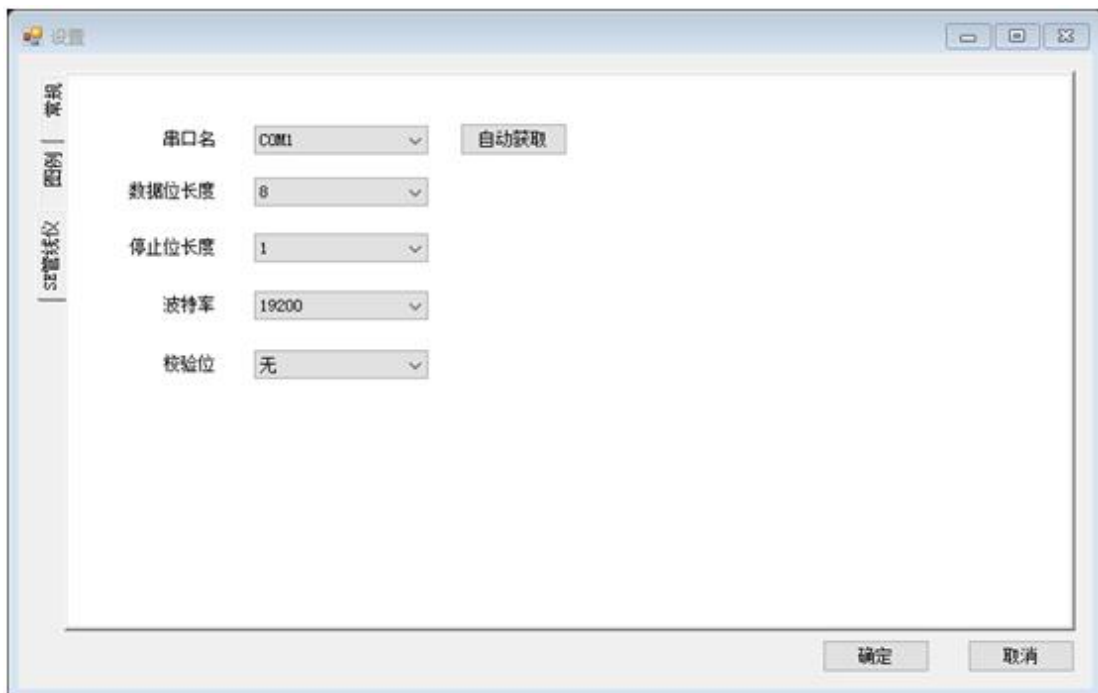 设置
常规
图例
SE管线仪
串口名 COM1 自动获取
数据位长度 8
停止位长度 1
波特率 19200
校验位 无
确定 取消